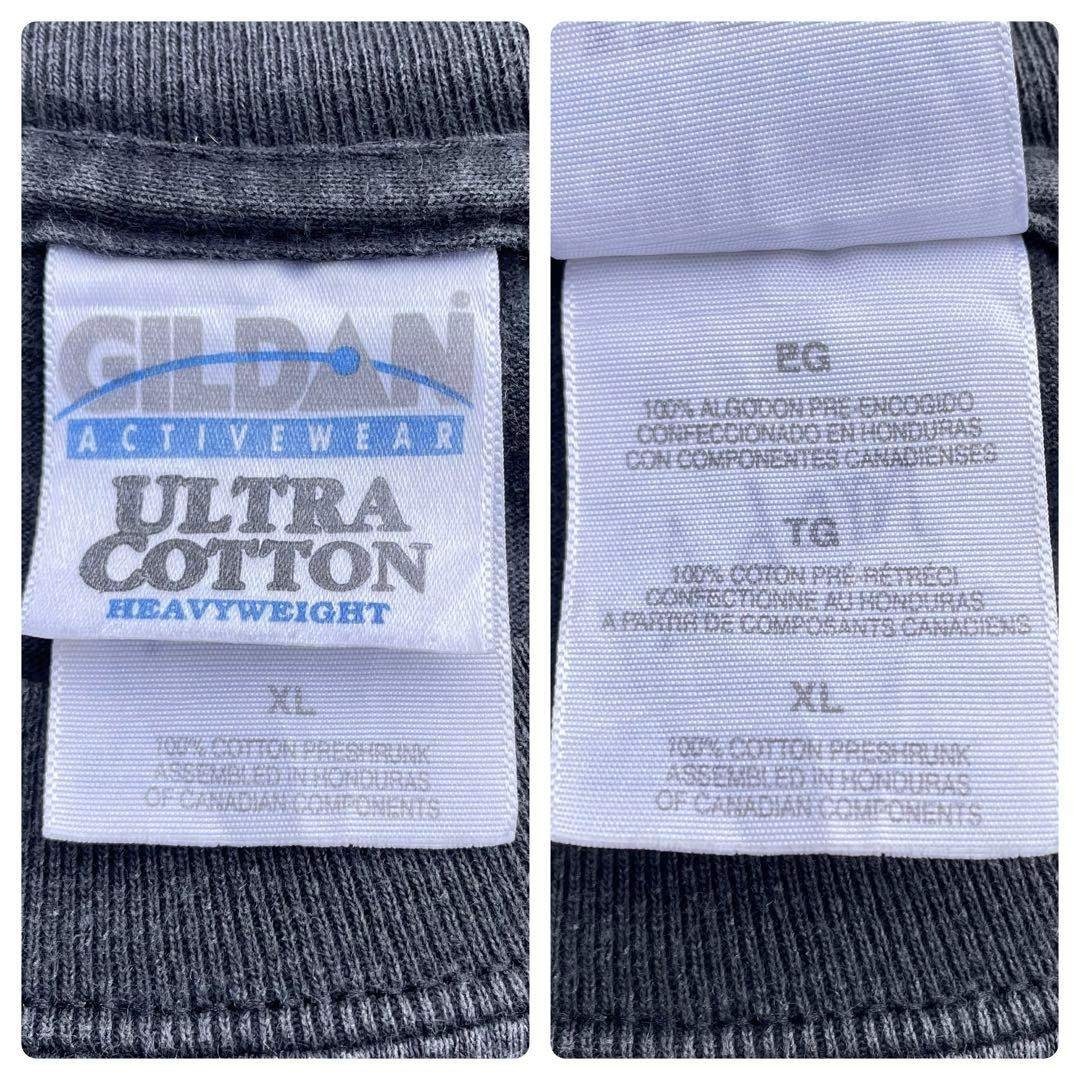 GILDAN
ACTIVEWEAR
ULTRA
COTTON
HEAVYWEIGHT
XL
100% COTTON PRESHRUNK
ASSEMBLED IN HONDURAS
OF CANADIAN COMPONENTS
EG
100% ALGODON PRE-ENCOGIDO
CONFECCIONADO EN HONDURAS
CON COMPONENTES CANADIENSES
TG
100% COTON PRÉ-RÉTRÉCI
CONFECTIONNE AU HONDURAS
A PARTIR DE COMPOSANTS CANADIENS
XL
100% COTTON PRESHRUNK
ASSEMBLED IN HONDURAS
OF CANADIAN COMPONENTS